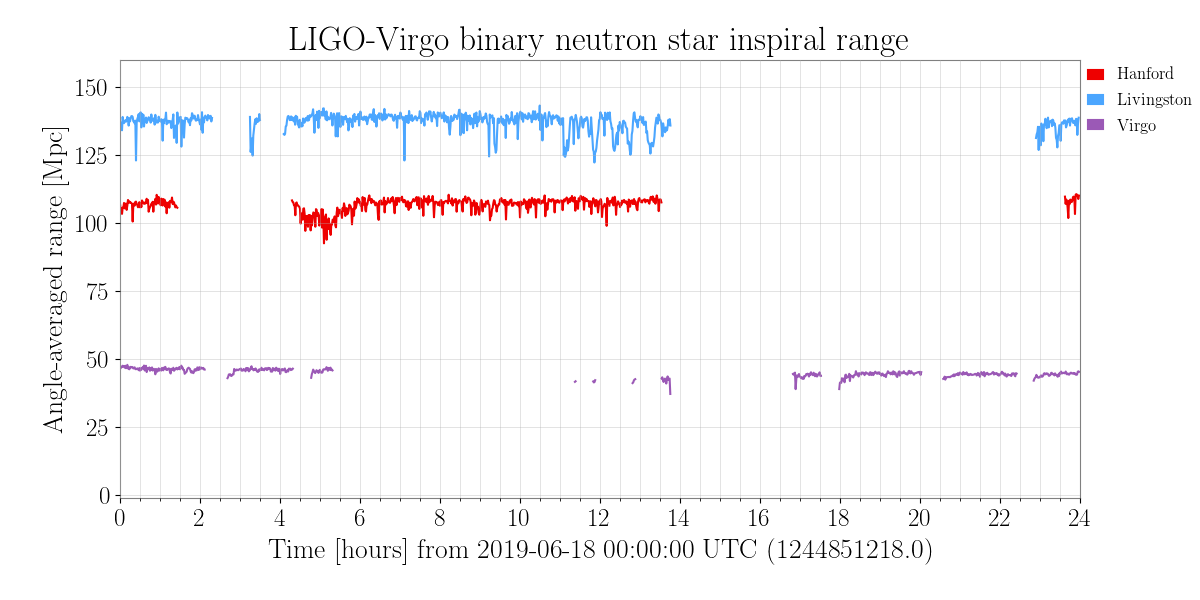 LIGO-Virgo binary neutron star inspiral range
Angle-averaged range [Mpc]
150
125
100
75
50
25
0
0 2 4 6 8 10 12 14 16 18 20 22 24
Time [hours] from 2019-06-18 00:00:00 UTC (1244851218.0)
Hanford
Livingston
Virgo